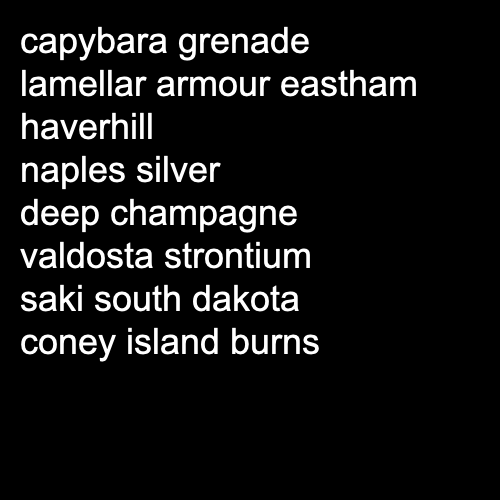 capybara grenade
lamellar armour eastham
haverhill
naples silver
deep champagne
valdosta strontium
saki south dakota
coney island burns